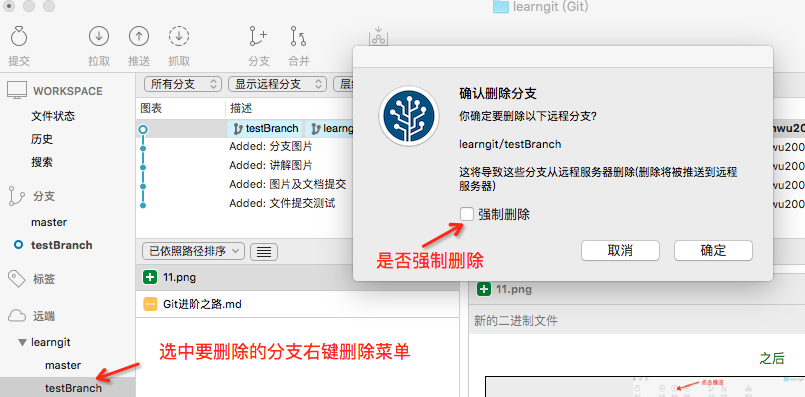 learngit (Git)
提交
拉取
推送
抓取
分支
合并
WORKSPACE
文件状态
历史
搜索
分支
master
testBranch
标签
远端
learngit
master
testBranch
所有分支
显示远程分支
图表
描述
testBranch
Added: 分支图片
Added: 讲解图片
Added: 图片及文档提交
Added: 文件提交测试
已依照路径排序
11.png
Git进阶之路.md
选中要删除的分支右键删除菜单
确认删除分支
你确定要删除以下远程分支?
learngit/testBranch
这将导致这些分支从远程服务器删除(删除将被推送到远程
服务器)
强制删除
取消
确定
是否强制删除
11.png
新的二进制文件
之后
点击推送
learngit (Git)